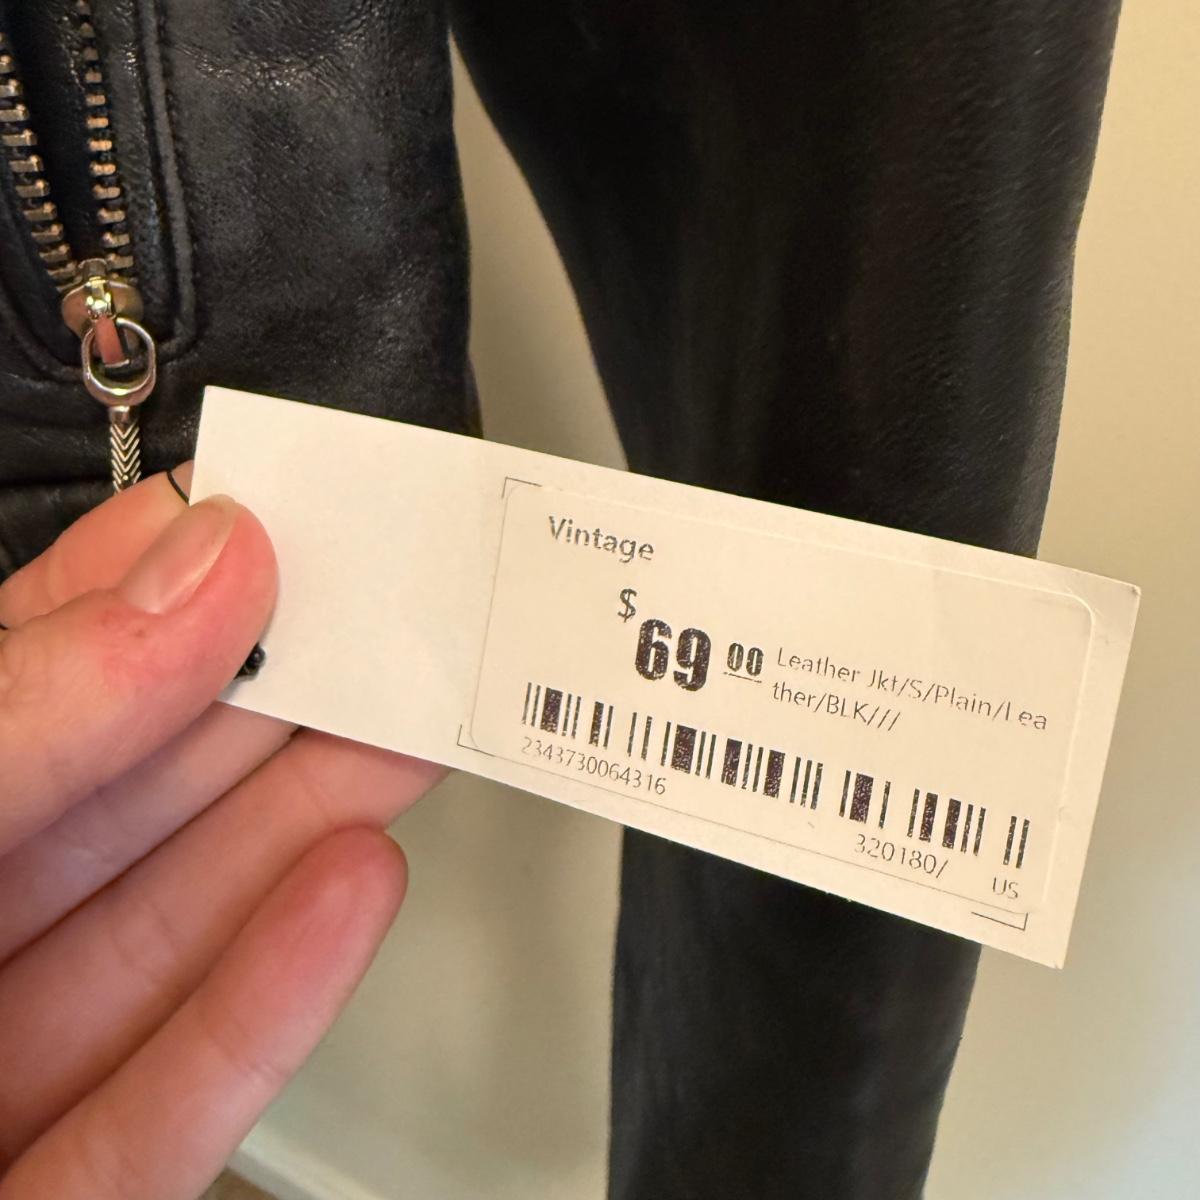 Vintage
$69 00
Leather Jkt/S/Plain/Lea
ther/BLK///
2343730064316
320180/
US